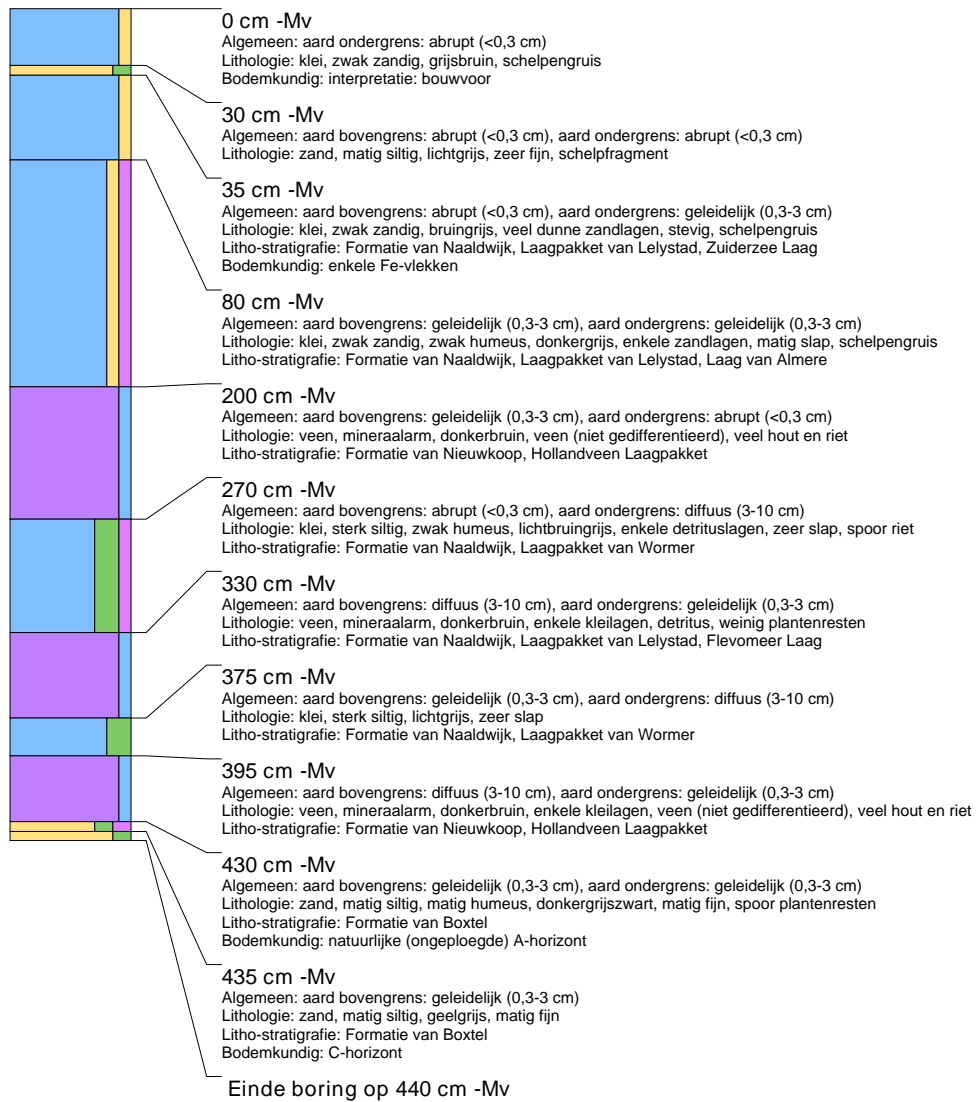 0 cm -Mv
Algemeen: aard ondergrens: abrupt (<0,3 cm)
Lithologie: klei, zwak zandig, grijsbruin, schelpengruis
Bodemkundig: interpretatie: bouwvoor
30 cm -Mv
Algemeen: aard bovengrens: abrupt (<0,3 cm), aard ondergrens: abrupt (<0,3 cm)
Lithologie: zand, matig siltig, lichtgrijs, zeer fijn, schelpfragment
35 cm -Mv
Algemeen: aard bovengrens: abrupt (<0,3 cm), aard ondergrens: geleidelijk (0,3-3 cm)
Lithologie: klei, zwak zandig, bruingrijs, veel dunne zandlagen, stevig, schelpengruis
Litho-stratigrafie: Formatie van Naaldwijk, Laagpakket van Lelystad, Zuiderzee Laag
Bodemkundig: enkele Fe-vlekken
80 cm -Mv
Algemeen: aard bovengrens: geleidelijk (0,3-3 cm), aard ondergrens: geleidelijk (0,3-3 cm)
Lithologie: klei, zwak zandig, zwak humeus, donkergrijs, enkele zandlagen, matig slap, schelpengruis
Litho-stratigrafie: Formatie van Naaldwijk, Laagpakket van Lelystad, Laag van Almere
200 cm -Mv
Algemeen: aard bovengrens: geleidelijk (0,3-3 cm), aard ondergrens: abrupt (<0,3 cm)
Lithologie: veen, mineraalarm, donkerbruin, veen (niet gedifferentieerd), veel hout en riet
Litho-stratigrafie: Formatie van Nieuwkoop, Hollandveen Laagpakket
270 cm -Mv
Algemeen: aard bovengrens: abrupt (<0,3 cm), aard ondergrens: diffuus (3-10 cm)
Lithologie: klei, sterk siltig, zwak humeus, lichtbruingrijs, enkele detrituslagen, zeer slap, spoor riet
Litho-stratigrafie: Formatie van Naaldwijk, Laagpakket van Wormer
330 cm -Mv
Algemeen: aard bovengrens: diffuus (3-10 cm), aard ondergrens: geleidelijk (0,3-3 cm)
Lithologie: veen, mineraalarm, donkerbruin, enkele kleilagen, detritus, weinig plantenresten
Litho-stratigrafie: Formatie van Naaldwijk, Laagpakket van Lelystad, Flevomeer Laag
375 cm -Mv
Algemeen: aard bovengrens: geleidelijk (0,3-3 cm), aard ondergrens: diffuus (3-10 cm)
Lithologie: klei, sterk siltig, lichtgrijs, zeer slap
Litho-stratigrafie: Formatie van Naaldwijk, Laagpakket van Wormer
395 cm -Mv
Algemeen: aard bovengrens: diffuus (3-10 cm), aard ondergrens: geleidelijk (0,3-3 cm)
Lithologie: veen, mineraalarm, donkerbruin, enkele kleilagen, veen (niet gedifferentieerd), veel hout en riet
Litho-stratigrafie: Formatie van Nieuwkoop, Hollandveen Laagpakket
430 cm -Mv
Algemeen: aard bovengrens: geleidelijk (0,3-3 cm), aard ondergrens: geleidelijk (0,3-3 cm)
Lithologie: zand, matig siltig, matig humeus, donkergrijszwart, matig fijn, spoor plantenresten
Litho-stratigrafie: Formatie van Boxtel
Bodemkundig: natuurlijke (ongeploegde) A-horizont
435 cm -Mv
Algemeen: aard bovengrens: geleidelijk (0,3-3 cm)
Lithologie: zand, matig siltig, geelgrijs, matig fijn
Litho-stratigrafie: Formatie van Boxtel
Bodemkundig: C-horizont
Einde boring op 440 cm -Mv